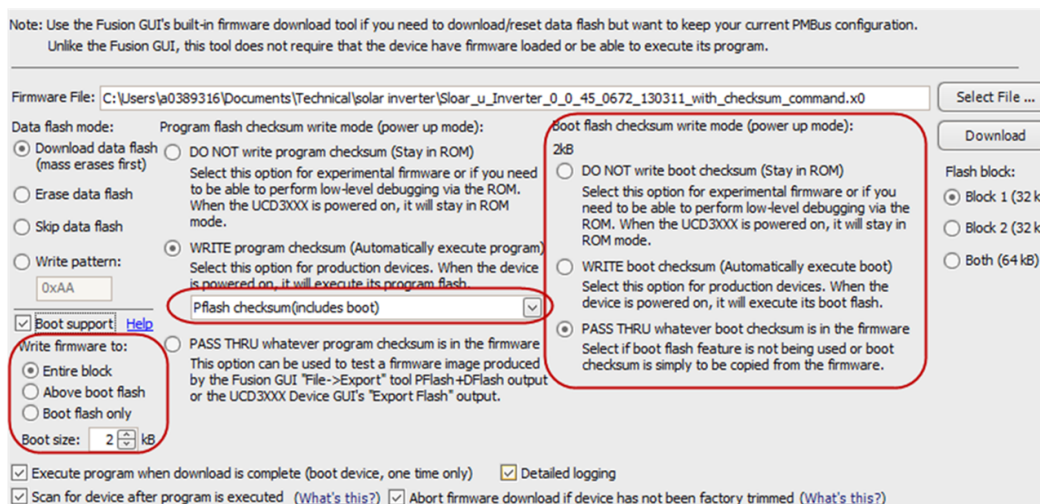 Note: Use the Fusion GUI's built-in firmware download tool if you need to download/reset data flash but want to keep your current PMBus configuration.
Unlike the Fusion GUI, this tool does not require that the device have firmware loaded or be able to execute its program.
Firmware File: C:\Users\a0389316\Documents\Technical\solar inverter\Sloar_u_Inverter_0_0_45_0672_130311_with_checksum_command.x0
Select File ...
Download
Data flash mode:
Download data flash
(mass erases first)
Erase data flash
Skip data flash
Write pattern:
0xAA
Boot support Help
Write firmware to:
Entire block
Above boot flash
Boot flash only
Boot size: 2 kB
Program flash checksum write mode (power up mode):
DO NOT write program checksum (Stay in ROM)
Select this option for experimental firmware or if you need
to be able to perform low-level debugging via the ROM.
When the UCD3XXX is powered on, it will stay in ROM
mode.
WRITE program checksum (Automatically execute program)
Select this option for production devices. When the device
is powered on, it will execute its program flash.
Pflash checksum(includes boot)
PASS THRU whatever program checksum is in the firmware
This option can be used to test a firmware image produced
by the Fusion GUI "File->Export" tool PFlash+DFlash output
or the UCD3XXX Device GUI's "Export Flash" output.
Boot flash checksum write mode (power up mode):
2kB
DO NOT write boot checksum (Stay in ROM)
Select this option for experimental firmware or if you
need to be able to perform low-level debugging via the
ROM. When the UCD3XXX is powered on, it will stay in
ROM mode.
WRITE boot checksum (Automatically execute boot)
Select this option for production devices. When the
device is powered on, it will execute its boot flash.
PASS THRU whatever boot checksum is in the firmware
Select if boot flash feature is not being used or boot
checksum is simply to be copied from the firmware.
Flash block:
Block 1 (32 k
Block 2 (32 k
Both (64 kB)
Execute program when download is complete (boot device, one time only)
Detailed logging
Scan for device after program is executed (What's this?)
Abort firmware download if device has not been factory trimmed (What's this?)